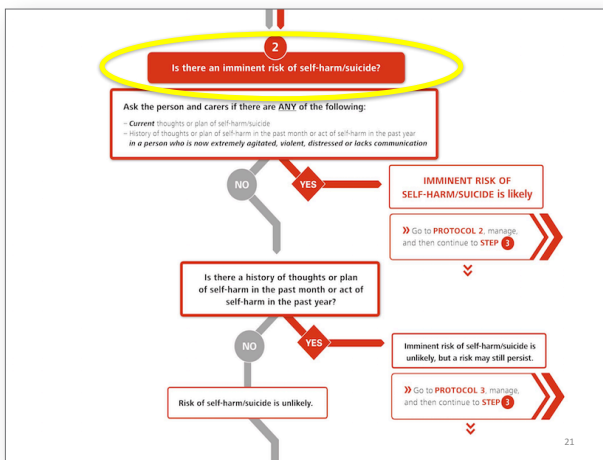 2
Is there an imminent risk of self-harm/suicide?
Ask the person and carers if there are ANY of the following:
– Current thoughts or plan of self-harm/suicide
– History of thoughts or plan of self-harm in the past month or act of self-harm in the past year
in a person who is now extremely agitated, violent, distressed or lacks communication
NO
YES
IMMINENT RISK OF
SELF-HARM/SUICIDE is likely
» Go to PROTOCOL 2, manage,
and then continue to STEP 3
Is there a history of thoughts or plan
of self-harm in the past month or act of
self-harm in the past year?
NO
YES
Imminent risk of self-harm/suicide is
unlikely, but a risk may still persist.
» Go to PROTOCOL 3, manage,
and then continue to STEP 3
Risk of self-harm/suicide is unlikely.
21